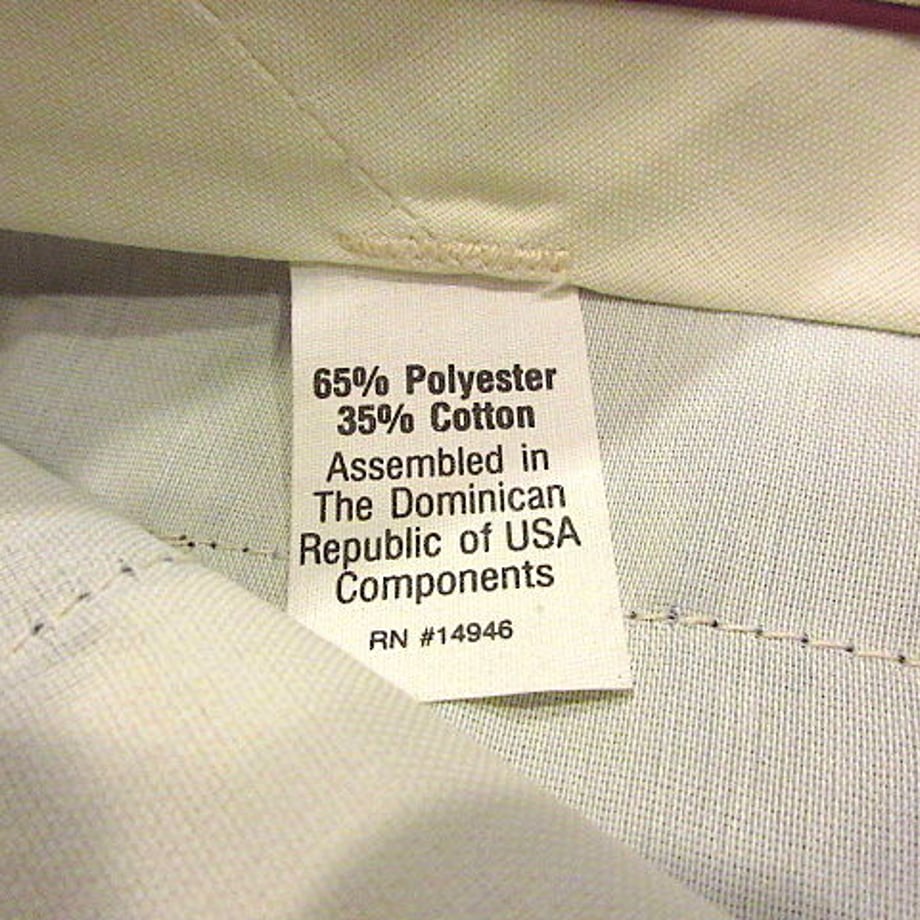 65% Polyester
35% Cotton
Assembled in
The Dominican
Republic of USA
Components
RN #14946